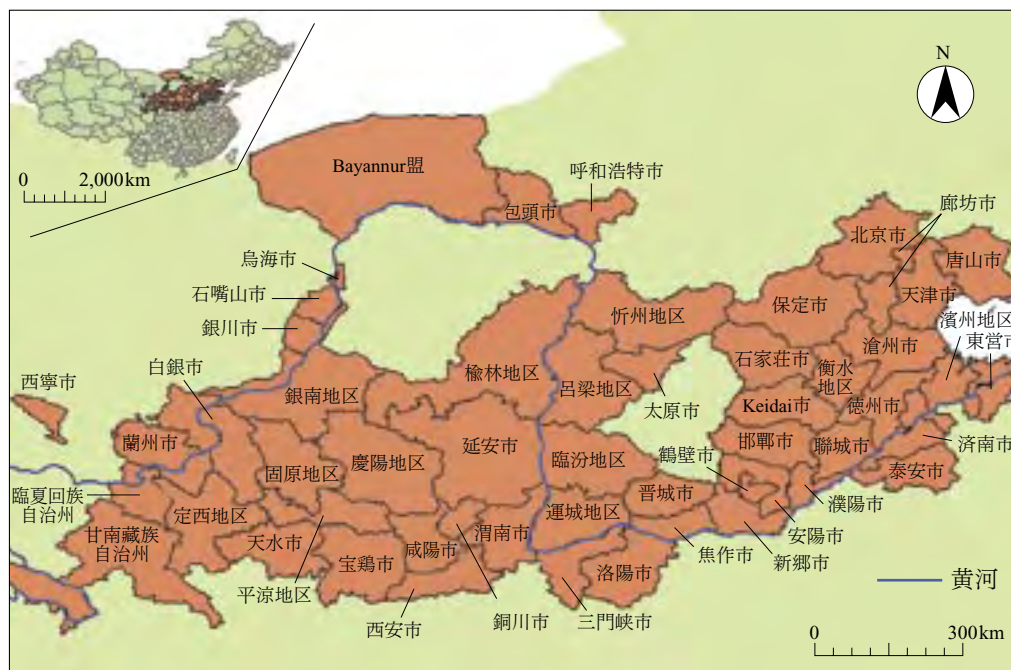 N
0
2,000km
Bayannur盟
呼和浩特市
包頭市
廊坊市
北京市
唐山市
烏海市
天津市
石嘴山市
保定市
忻州地区
濱州地区
銀川市
滄州市
東営市
石家荘市
衡水
地区
白銀市
楡林地区
呂梁地区
西寧市
銀南地区
太原市
Keidai市
徳州市
蘭州市
延安市
邯鄲市
聯城市
済南市
固原地区
慶陽地区
臨汾地区
鶴壁市
泰安市
臨夏回族
自治州
定西地区
晋城市
濮陽市
運城地区
甘南藏族
自治州
天水市
渭南市
安陽市
咸陽市
焦作市
新郷市
宝鶏市
洛陽市
黄河
平涼地区
西安市
銅川市
三門峡市
0
300km